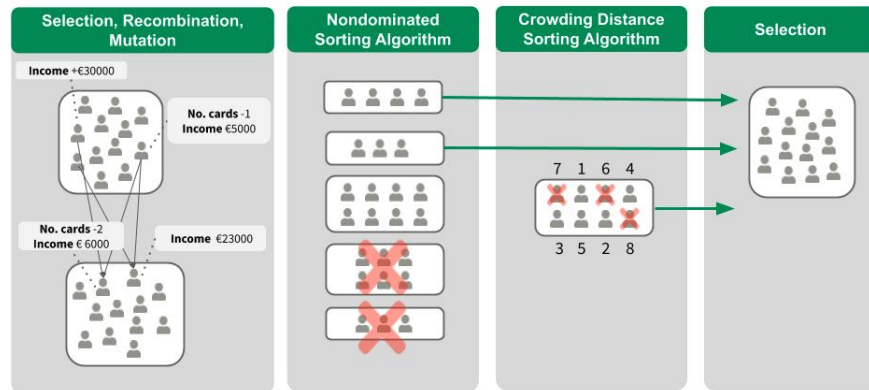 Selection, Recombination,
Mutation
Nondominated
Sorting Algorithm
Crowding Distance
Sorting Algorithm
Selection
Income +€30000
No. cards -1
Income €5000
No. cards -2
Income € 6000
Income €23000
7 1 6 4
3 5 2 8